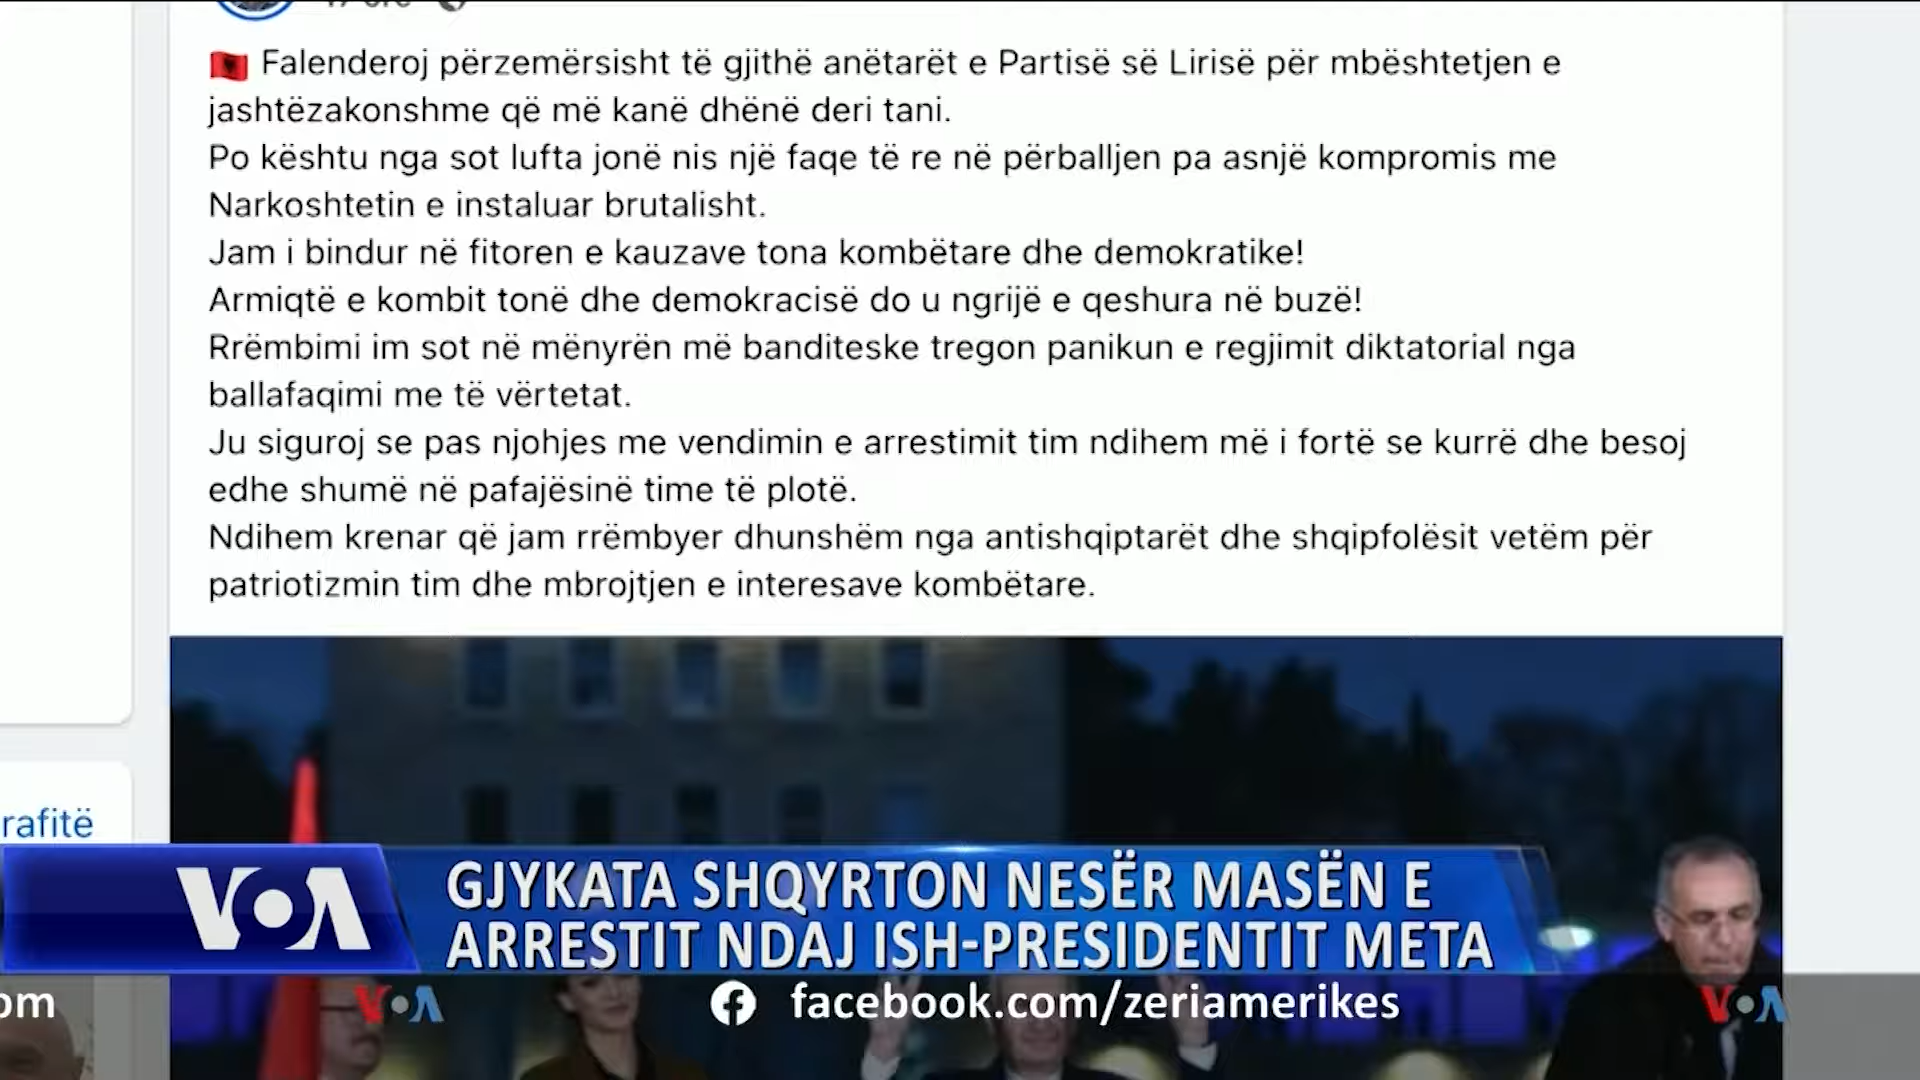 Falenderoj përzemërsisht të gjithë anëtarët e Partisë së Lirisë për mbështetjen e
jashtëzakonshme që më kanë dhënë deri tani.
Po kështu nga sot lufta jonë nis një faqe të re në përballjen pa asnjë kompromis me
Narkoshtetin e instaluar brutalisht.
Jam i bindur në fitoren e kauzave tona kombëtare dhe demokratike!
Armiqtë e kombit tonë dhe demokracisë do u ngrijë e qeshura në buzë!
Rrëmbimi im sot në mënyrën më banditeske tregon panikun e regjimit diktatorial nga
ballafaqimi me të vërtetat.
Ju siguroj se pas njohjes me vendimin e arrestimit tim ndihem më i fortë se kurrë dhe besoj
edhe shumë në pafajësinë time të plotë.
Ndihem krenar që jam rrëmbyer dhunshëm nga antishqiptarët dhe shqipfolësit vetëm për
patriotizmin tim dhe mbrojtjen e interesave kombëtare.
rafitë
VOA
GJYKATA SHQYRTON NESËR MASËN E
ARRESTIT NDAJ ISH-PRESIDENTIT META
om
VOA
facebook.com/zeriamerikes
VOA